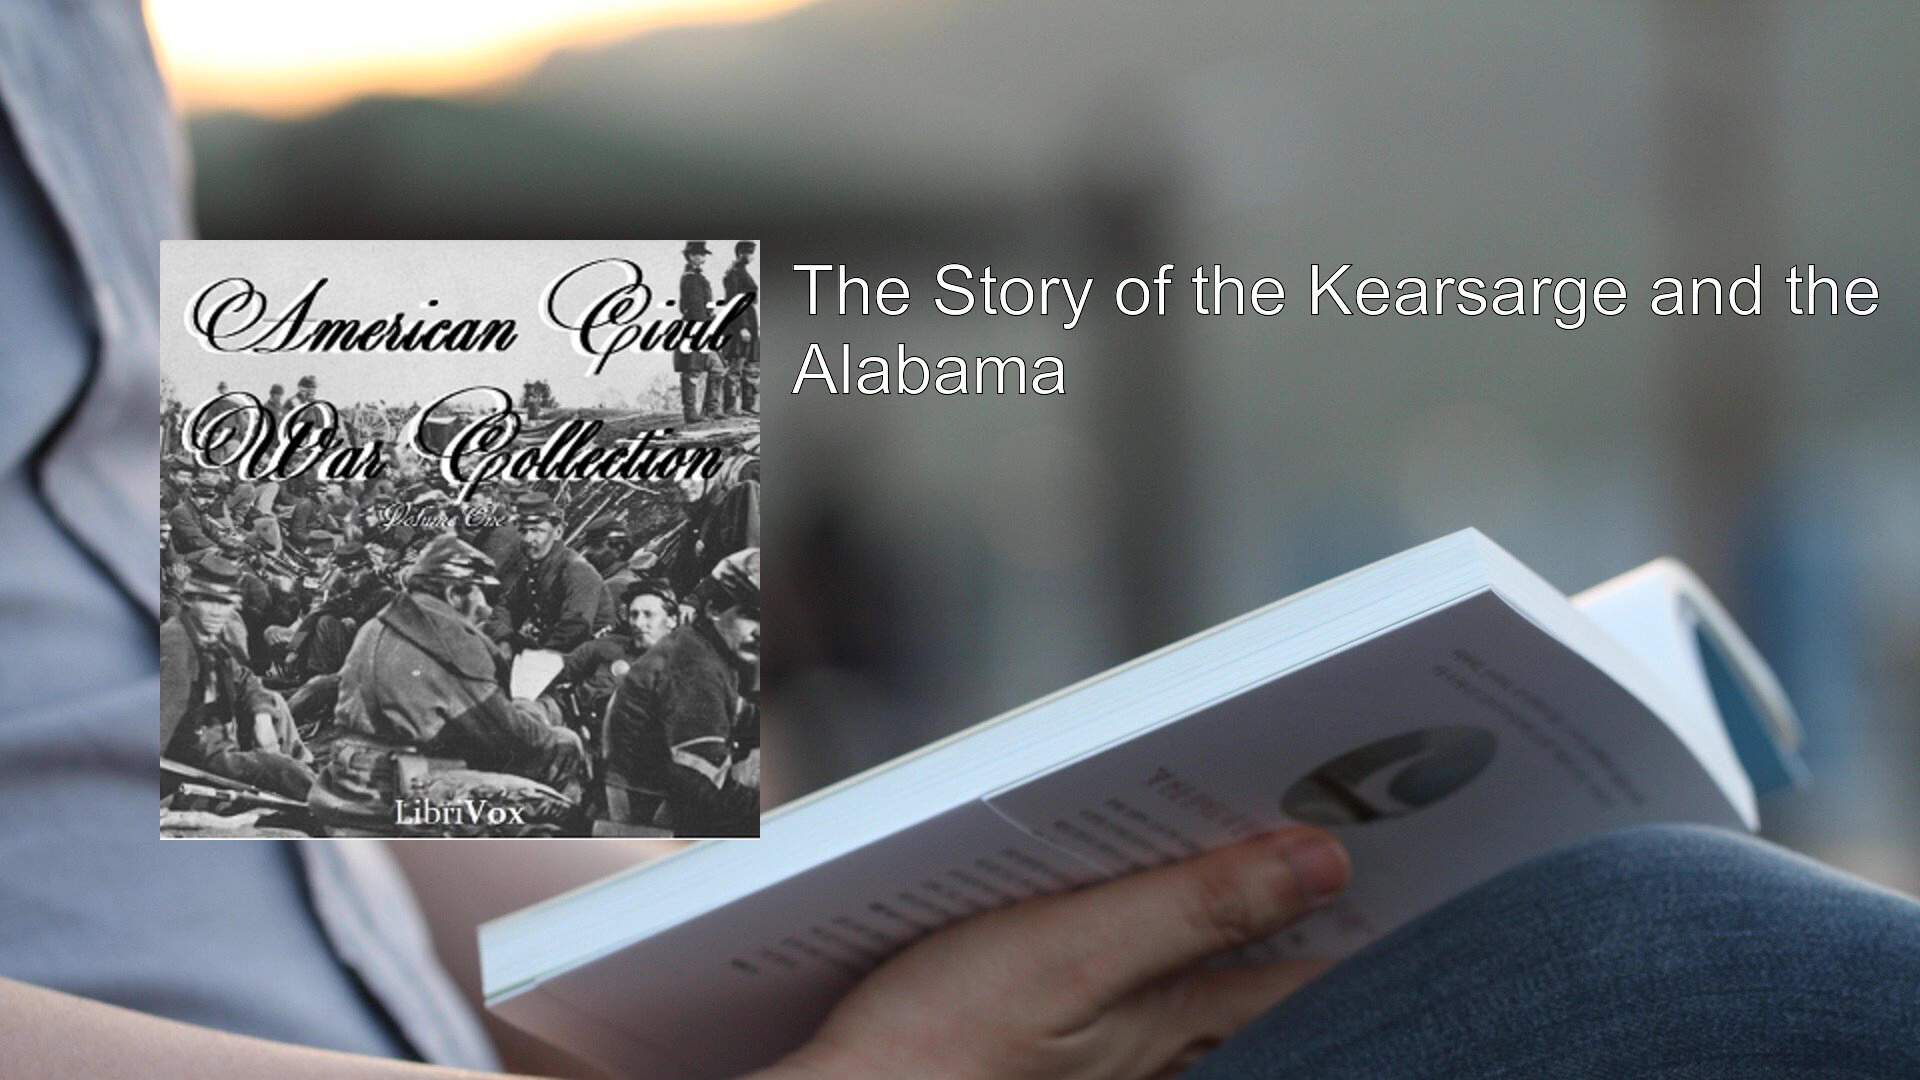 American Civil
War Collection
Volume One
LibriVox
The Story of the Kearsarge and the
Alabama